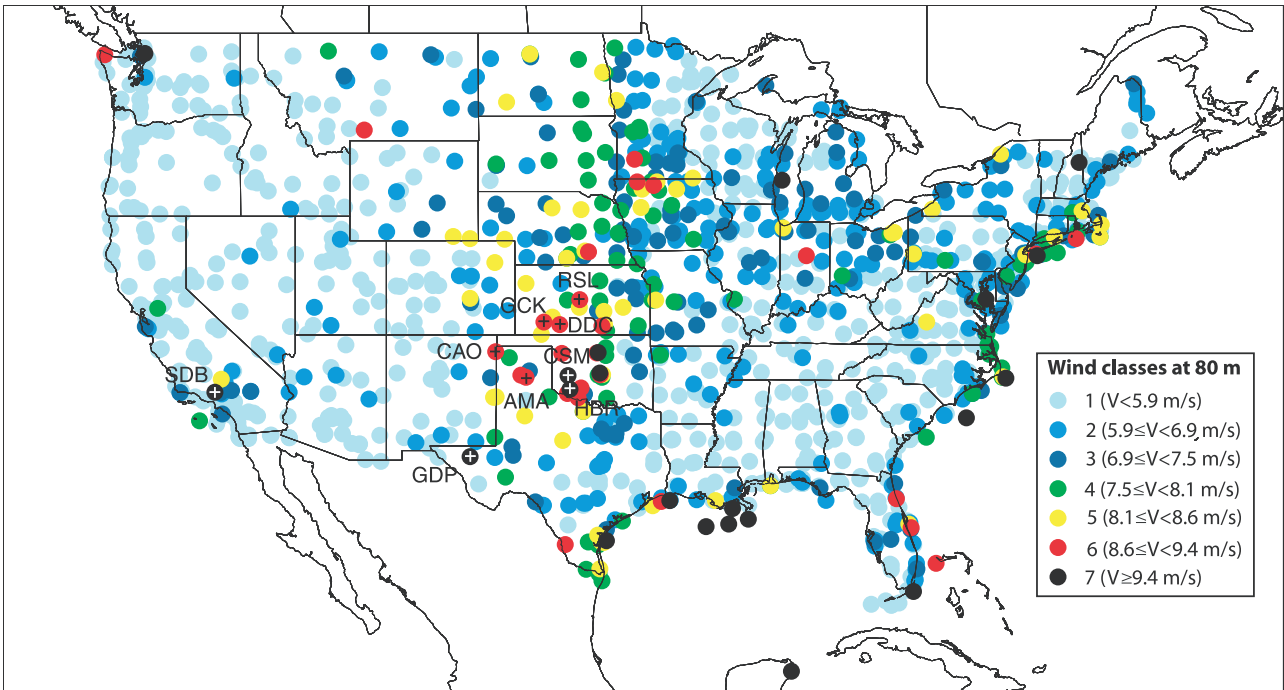 RSL
GCK
DDC
CAO
CSM
SDB
AMA
HBR
GDP
Wind classes at 80 m
1 (V<5.9 m/s)
2 (5.9≤V<6.9 m/s)
3 (6.9≤V<7.5 m/s)
4 (7.5≤V<8.1 m/s)
5 (8.1≤V<8.6 m/s)
6 (8.6≤V<9.4 m/s)
7 (V≥9.4 m/s)